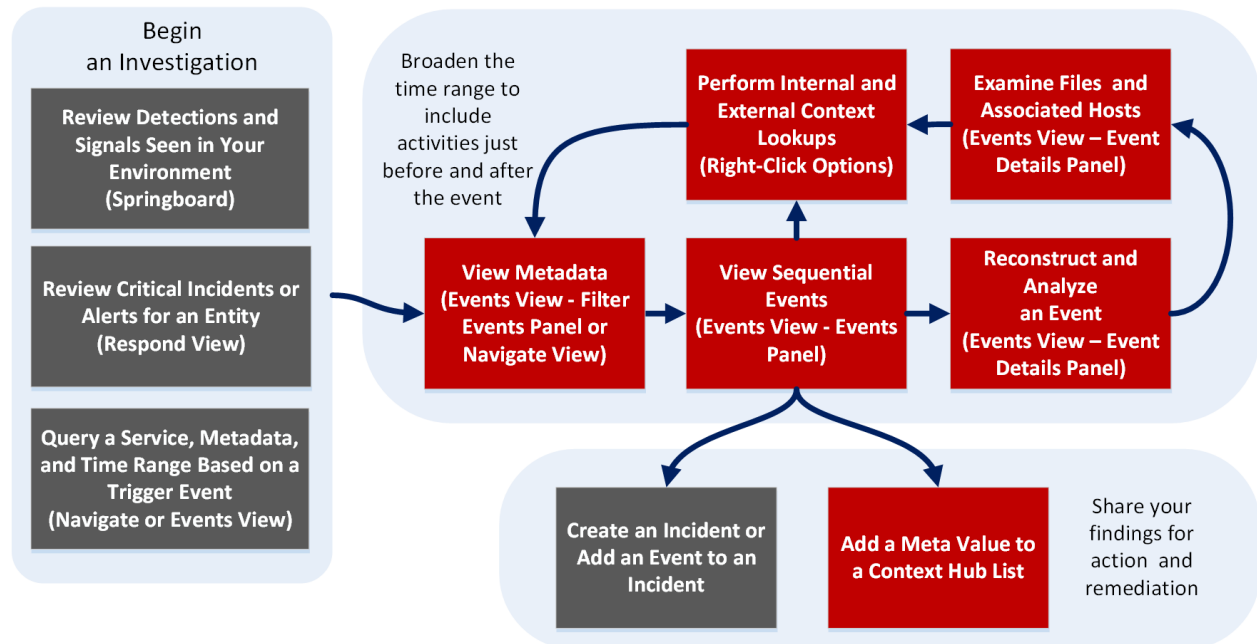 Begin
an Investigation
Review Detections and
Signals Seen in Your
Environment
(Springboard)
Review Critical Incidents or
Alerts for an Entity
(Respond View)
Query a Service, Metadata,
and Time Range Based on a
Trigger Event
(Navigate or Events View)
Broaden the
time range to
include
activities just
before and after
the event
Perform Internal and
External Context
Lookups
(Right-Click Options)
Examine Files and
Associated Hosts
(Events View – Event
Details Panel)
View Metadata
(Events View - Filter
Events Panel or
Navigate View)
View Sequential
Events
(Events View - Events
Panel)
Reconstruct and
Analyze
an Event
(Events View – Event
Details Panel)
Create an Incident or
Add an Event to an
Incident
Add a Meta Value to
a Context Hub List
Share your
findings for
action and
remediation